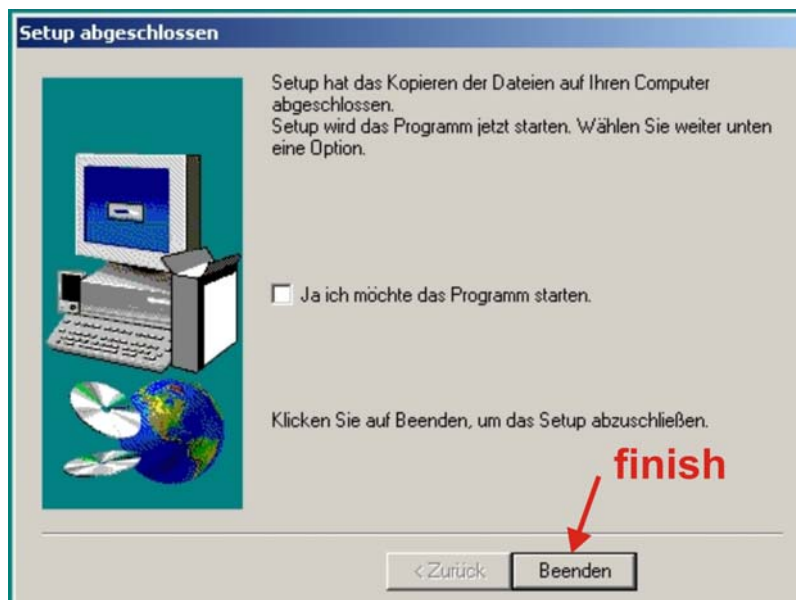 Setup abgeschlossen
Setup hat das Kopieren der Dateien auf Ihren Computer
abgeschlossen.
Setup wird das Programm jetzt starten. Wählen Sie weiter unten
eine Option.
Ja ich möchte das Programm starten.
Klicken Sie auf Beenden, um das Setup abzuschließen.
finish
< Zurück
Beenden